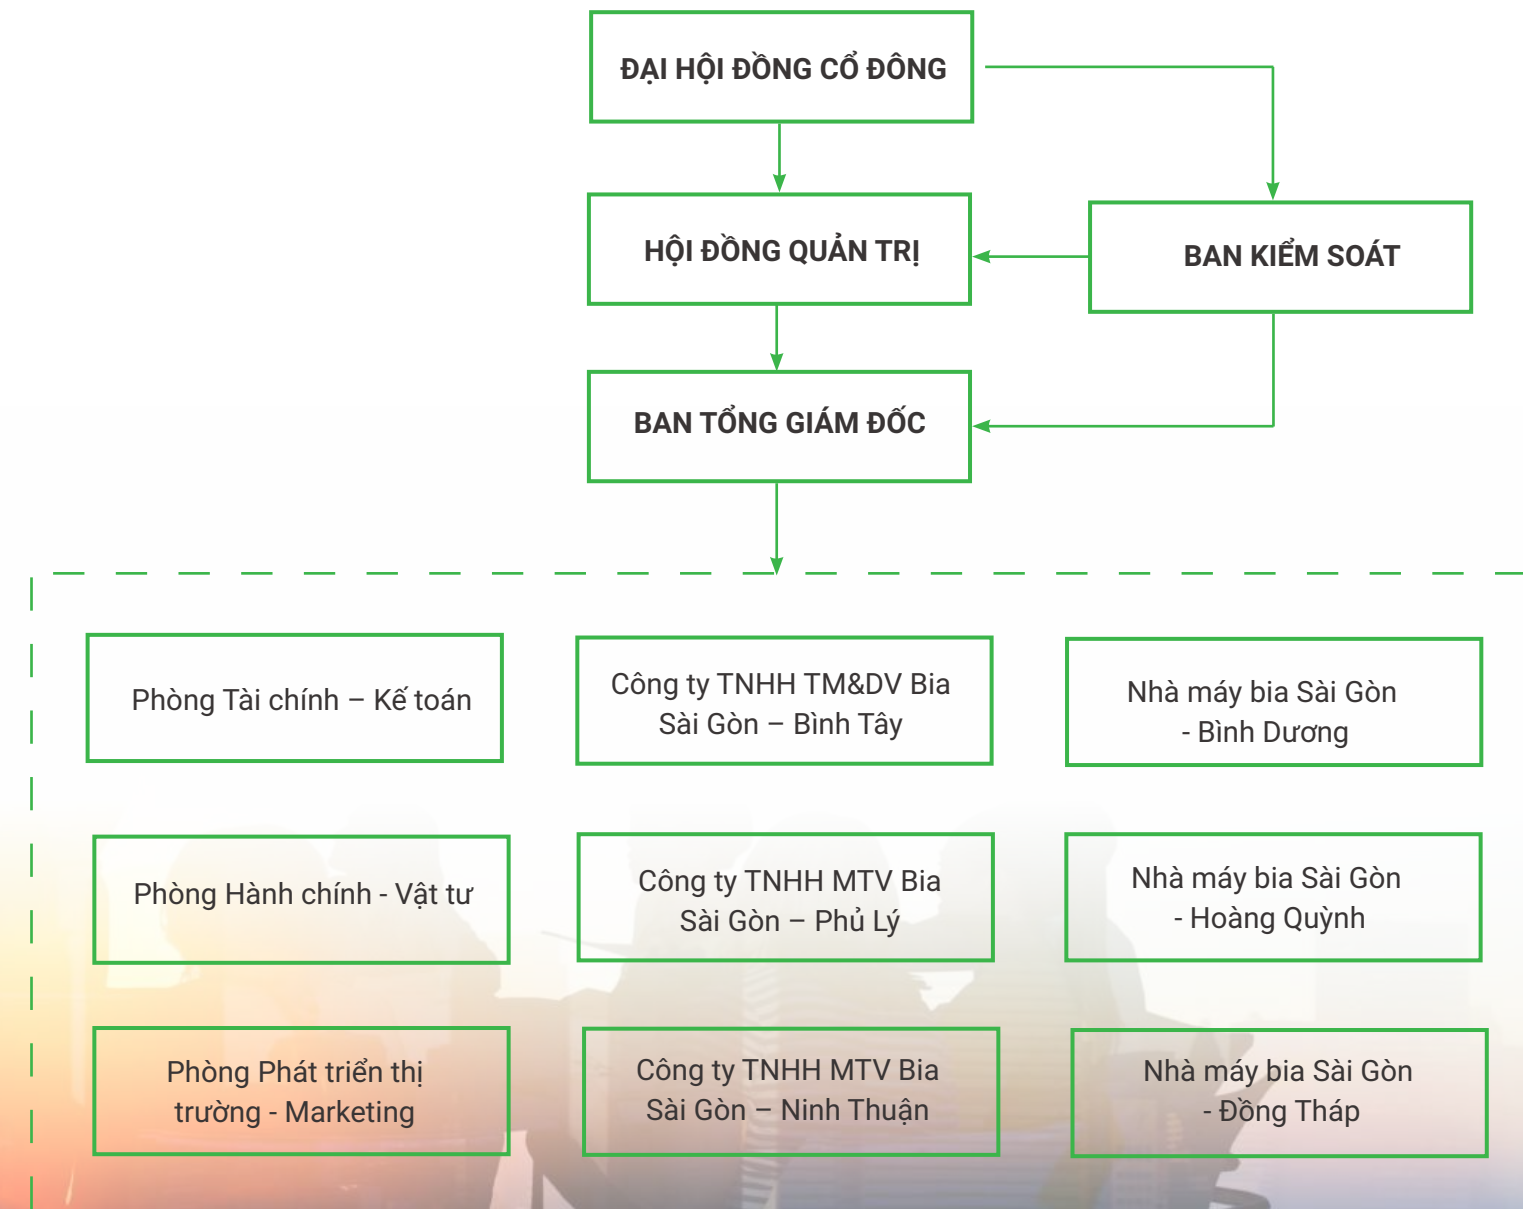 ĐẠI HỘI ĐỒNG CỔ ĐÔNG
HỘI ĐỒNG QUẢN TRỊ
BAN KIỂM SOÁT
BAN TỔNG GIÁM ĐỐC
Phòng Tài chính – Kế toán
Công ty TNHH TM&DV Bia
Sài Gòn – Bình Tây
Nhà máy bia Sài Gòn
- Bình Dương
Phòng Hành chính - Vật tư
Công ty TNHH MTV Bia
Sài Gòn – Phủ Lý
Nhà máy bia Sài Gòn
- Hoàng Quỳnh
Phòng Phát triển thị
trường - Marketing
Công ty TNHH MTV Bia
Sài Gòn – Ninh Thuận
Nhà máy bia Sài Gòn
- Đồng Tháp